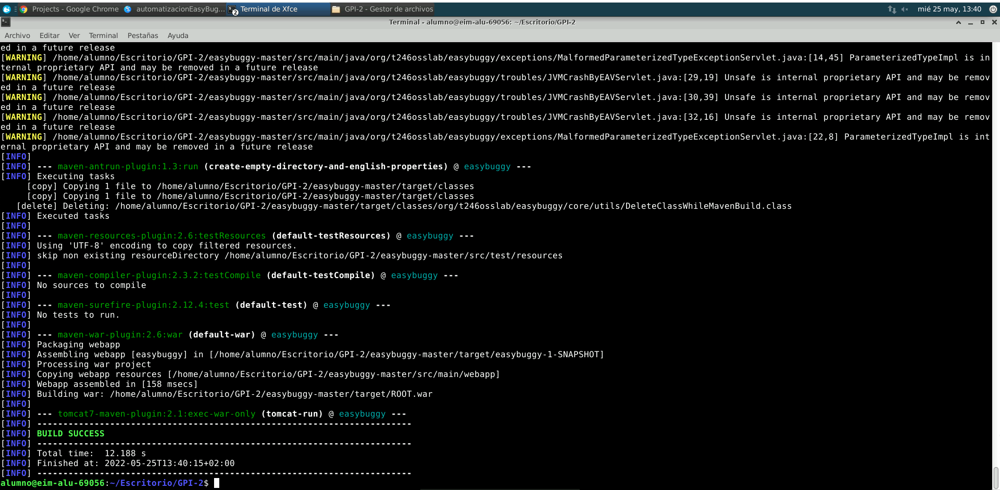 Projects - Google Chrome
automatizacionEasyBug...
2
Terminal de Xfce
GPI-2 - Gestor de archivos
mié 25 may, 13:40
Terminal - alumno@eim-alu-69056: ~/Escritorio/GPI-2
Archivo Editar Ver Terminal Pestañas Ayuda
ed in a future release
[WARNING] /home/alumno/Escritorio/GPI-2/easybuggy-master/src/main/java/org/t246osslab/easybuggy/exceptions/MalformedParameterizedTypeExceptionServlet.java:[14,45] ParameterizedTypeImpl is in
ternal proprietary API and may be removed in a future release
[WARNING] /home/alumno/Escritorio/GPI-2/easybuggy-master/src/main/java/org/t246osslab/easybuggy/troubles/JVMCrashByEAVServlet.java:[29,19] Unsafe is internal proprietary API and may be remov
ed in a future release
[WARNING] /home/alumno/Escritorio/GPI-2/easybuggy-master/src/main/java/org/t246osslab/easybuggy/troubles/JVMCrashByEAVServlet.java:[30,39] Unsafe is internal proprietary API and may be remov
ed in a future release
[WARNING] /home/alumno/Escritorio/GPI-2/easybuggy-master/src/main/java/org/t246osslab/easybuggy/troubles/JVMCrashByEAVServlet.java:[32,16] Unsafe is internal proprietary API and may be remov
ed in a future release
[WARNING] /home/alumno/Escritorio/GPI-2/easybuggy-master/src/main/java/org/t246osslab/easybuggy/exceptions/MalformedParameterizedTypeExceptionServlet.java:[22,8] ParameterizedTypeImpl is int
ernal proprietary API and may be removed in a future release
[INFO]
[INFO] --- maven-antrun-plugin:1.3:run (create-empty-directory-and-english-properties) @ easybuggy ---
[INFO] Executing tasks
     [copy] Copying 1 file to /home/alumno/Escritorio/GPI-2/easybuggy-master/target/classes
     [copy] Copying 1 file to /home/alumno/Escritorio/GPI-2/easybuggy-master/target/classes
   [delete] Deleting: /home/alumno/Escritorio/GPI-2/easybuggy-master/target/classes/org/t246osslab/easybuggy/core/utils/DeleteClassWhileMavenBuild.class
[INFO] Executed tasks
[INFO]
[INFO] --- maven-resources-plugin:2.6:testResources (default-testResources) @ easybuggy ---
[INFO] Using 'UTF-8' encoding to copy filtered resources.
[INFO] skip non existing resourceDirectory /home/alumno/Escritorio/GPI-2/easybuggy-master/src/test/resources
[INFO]
[INFO] --- maven-compiler-plugin:2.3.2:testCompile (default-testCompile) @ easybuggy ---
[INFO] No sources to compile
[INFO]
[INFO] --- maven-surefire-plugin:2.12.4:test (default-test) @ easybuggy ---
[INFO] No tests to run.
[INFO]
[INFO] --- maven-war-plugin:2.6:war (default-war) @ easybuggy ---
[INFO] Packaging webapp
[INFO] Assembling webapp [easybuggy] in [/home/alumno/Escritorio/GPI-2/easybuggy-master/target/easybuggy-1-SNAPSHOT]
[INFO] Processing war project
[INFO] Copying webapp resources [/home/alumno/Escritorio/GPI-2/easybuggy-master/src/main/webapp]
[INFO] Webapp assembled in [158 msecs]
[INFO] Building war: /home/alumno/Escritorio/GPI-2/easybuggy-master/target/ROOT.war
[INFO]
[INFO] --- tomcat7-maven-plugin:2.1:exec-war-only (tomcat-run) @ easybuggy ---
[INFO] ------------------------------------------------------------------------
[INFO] BUILD SUCCESS
[INFO] ------------------------------------------------------------------------
[INFO] Total time:  12.188 s
[INFO] Finished at: 2022-05-25T13:40:15+02:00
[INFO] ------------------------------------------------------------------------
alumno@eim-alu-69056:~/Escritorio/GPI-2$